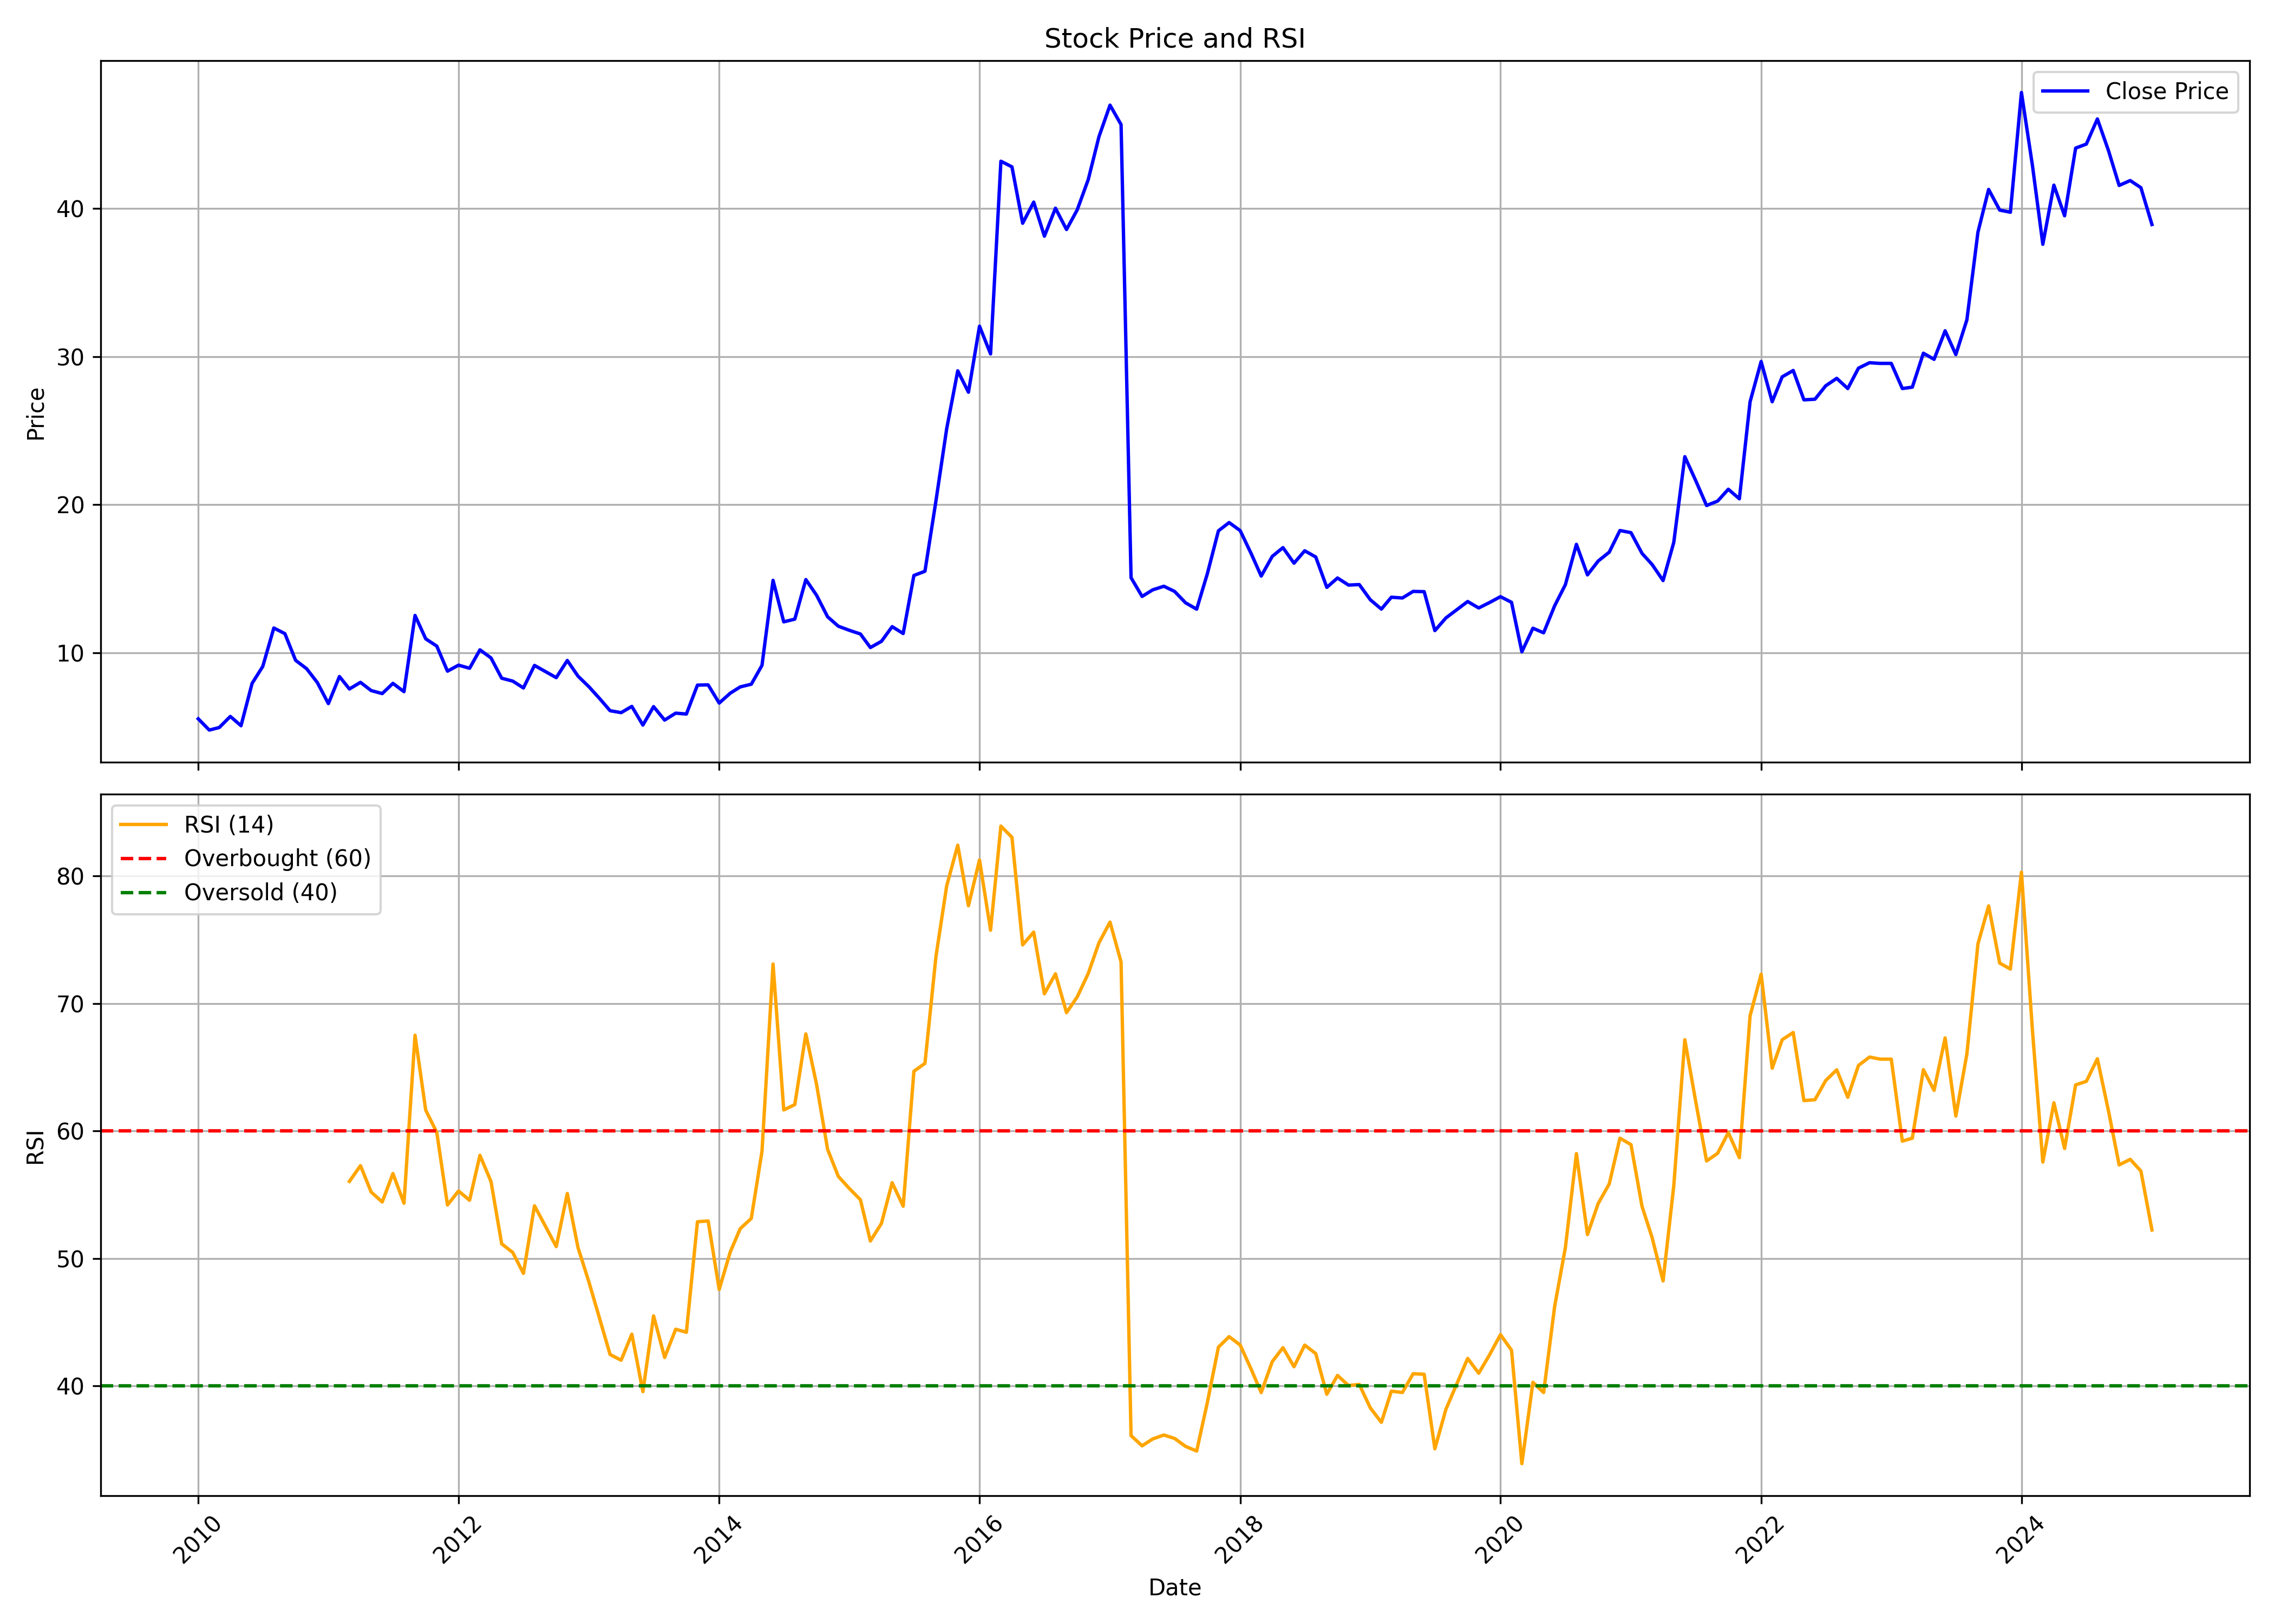 Stock Price and RSI
Close Price
Price
40
30
20
10
RSI (14)
Overbought (60)
Oversold (40)
RSI
80
70
60
50
40
2010
2012
2014
2016
2018
2020
2022
2024
Date